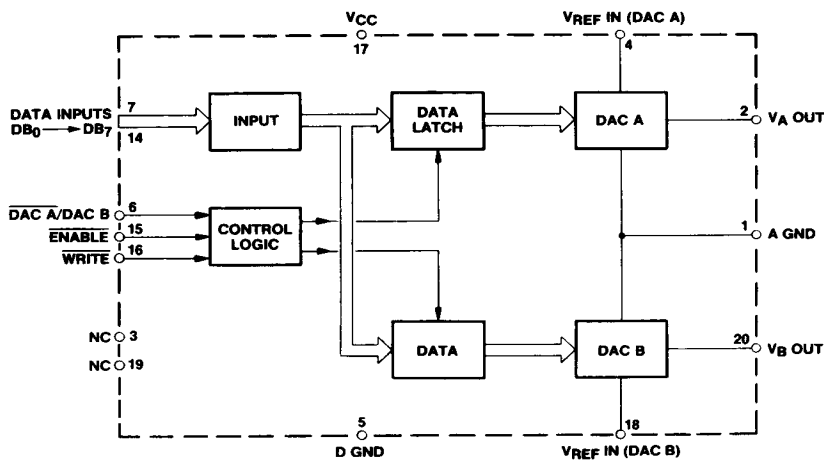 VCC
17
VREF IN (DAC A)
4
DATA INPUTS
DB0 → DB7
7
14
INPUT
DATA
LATCH
DAC A
2
VA OUT
DAC A/DAC B
6
ENABLE
15
WRITE
16
CONTROL
LOGIC
1
A GND
NC
3
NC
19
DATA
DAC B
20
VB OUT
5
D GND
18
VREF IN (DAC B)